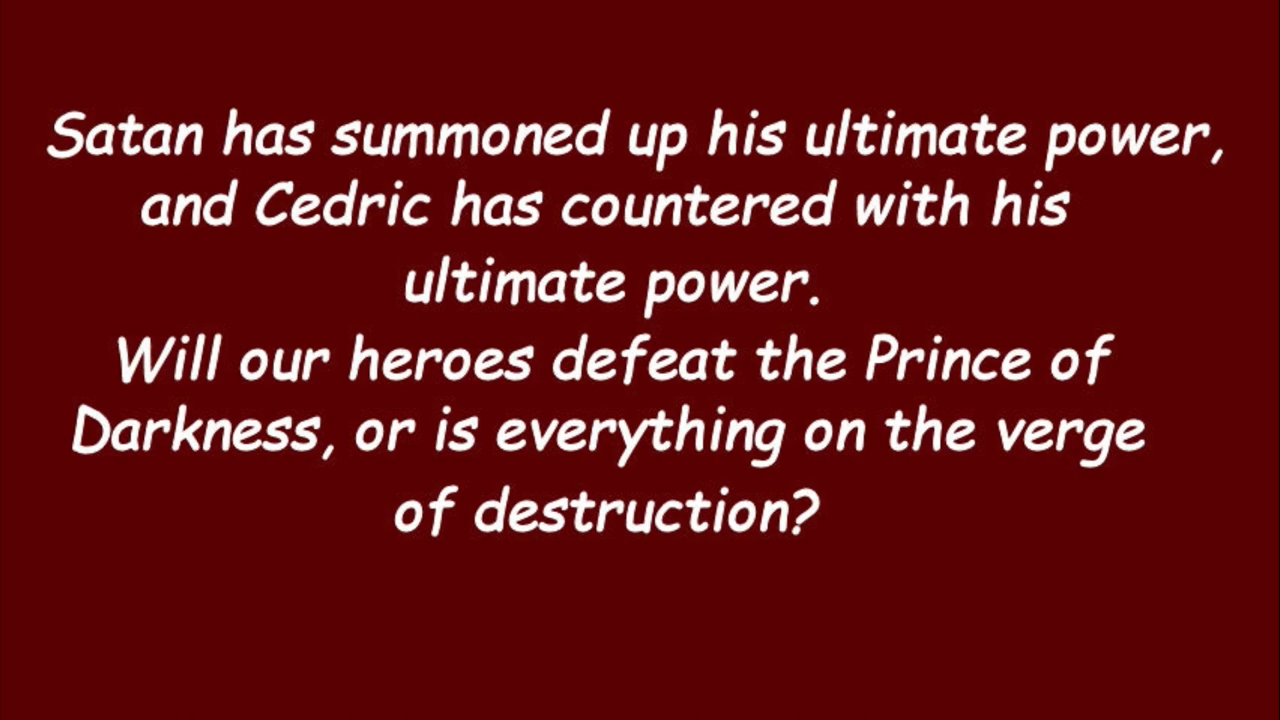 Satan has summoned up his ultimate power,
and Cedric has countered with his
ultimate power.
Will our heroes defeat the Prince of
Darkness, or is everything on the verge
of destruction?